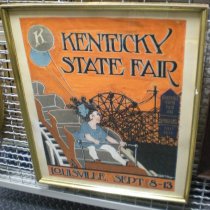 K
KENTUCKY
STATE FAIR
LOUISVILLE, SEPT. 8-13